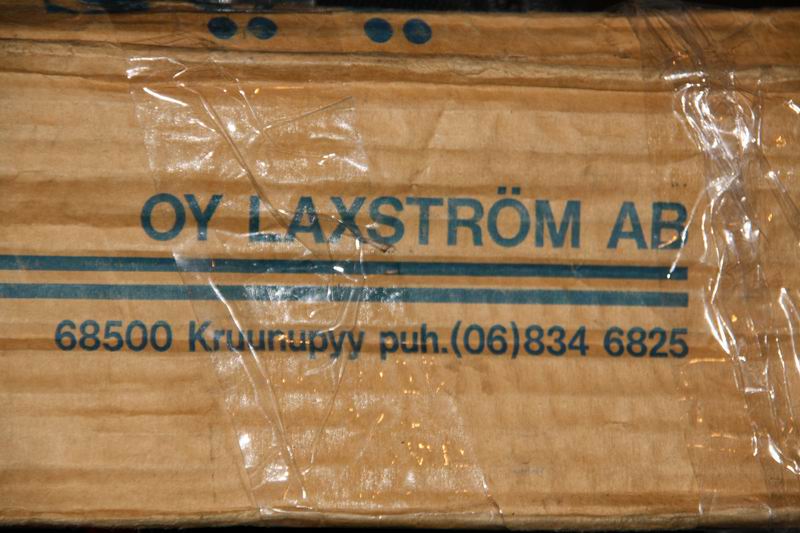 OY LAXSTRÖM AB
68500 Kruunupyy puh.(06)834 6825